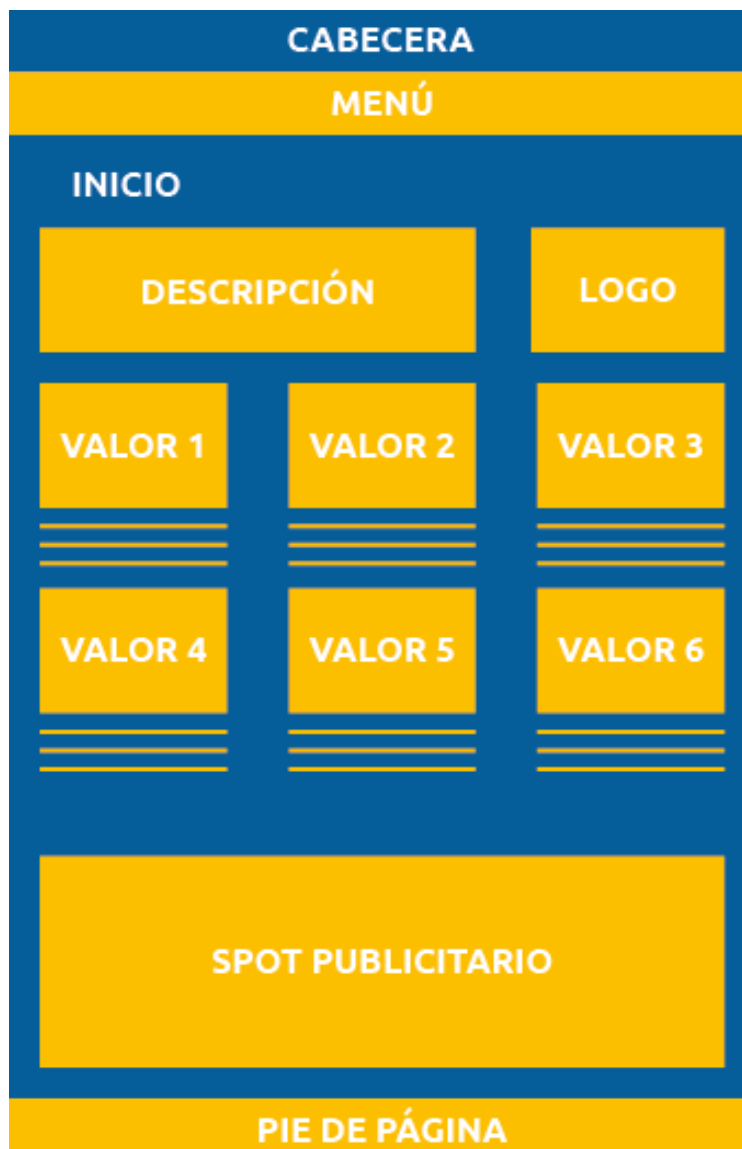 CABECERA
MENÚ
INICIO
DESCRIPCIÓN
LOGO
VALOR 1
VALOR 2
VALOR 3
VALOR 4
VALOR 5
VALOR 6
SPOT PUBLICITARIO
PIE DE PÁGINA